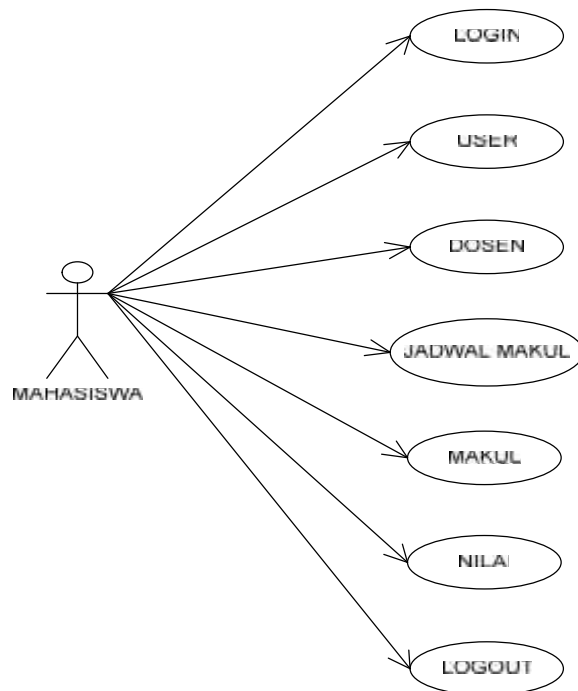 LOGIN
USER
DOSEN
JADWAL MAKUL
MAHASISWA
MAKUL
NILAI
LOGOUT